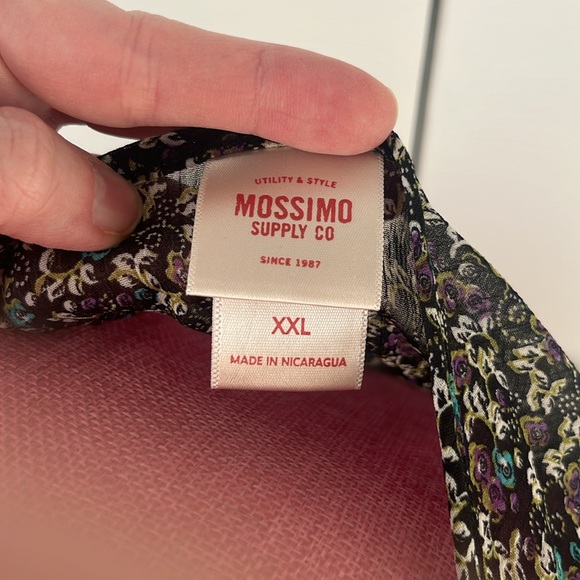 UTILITY & STYLE
MOSSIMO
SUPPLY CO
SINCE 1987
XXL
MADE IN NICARAGUA